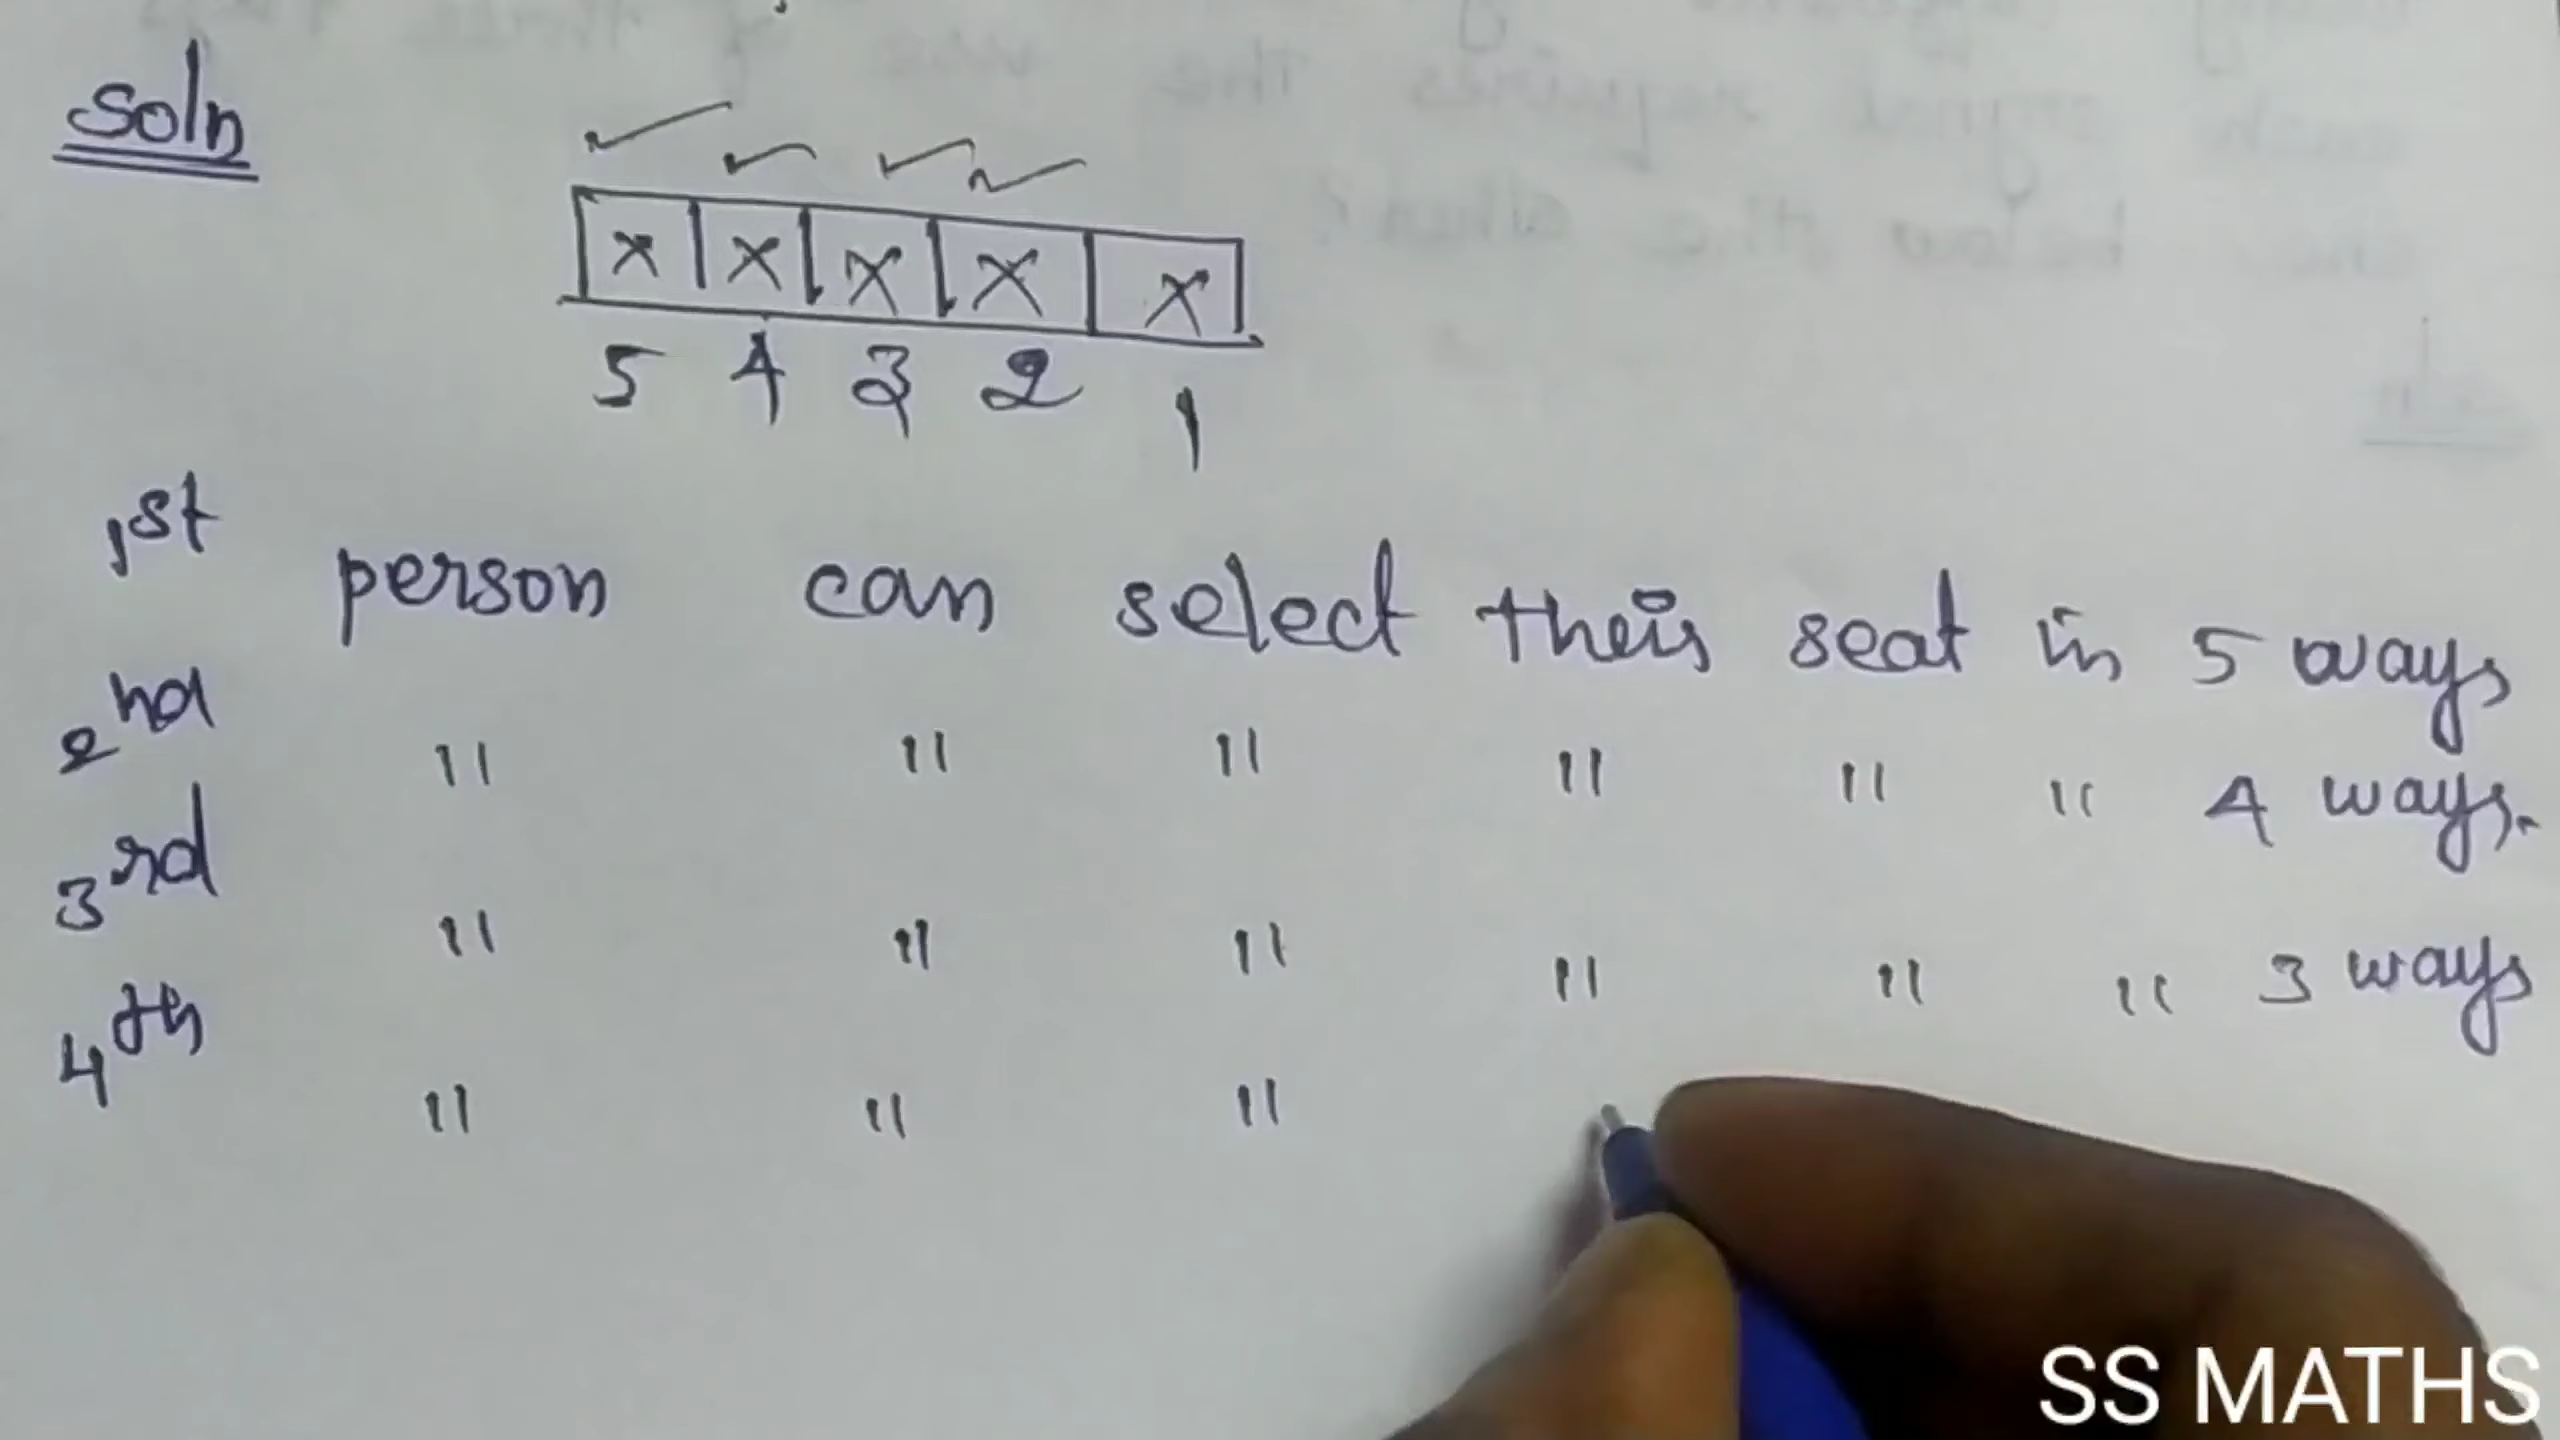 Soln
x x x x x
5 4 3 2 1
1st person can select their seat in 5 ways
2nd " " " " " " 4 ways.
3rd " " " " " " 3 ways
4th " " "
SS MATHS